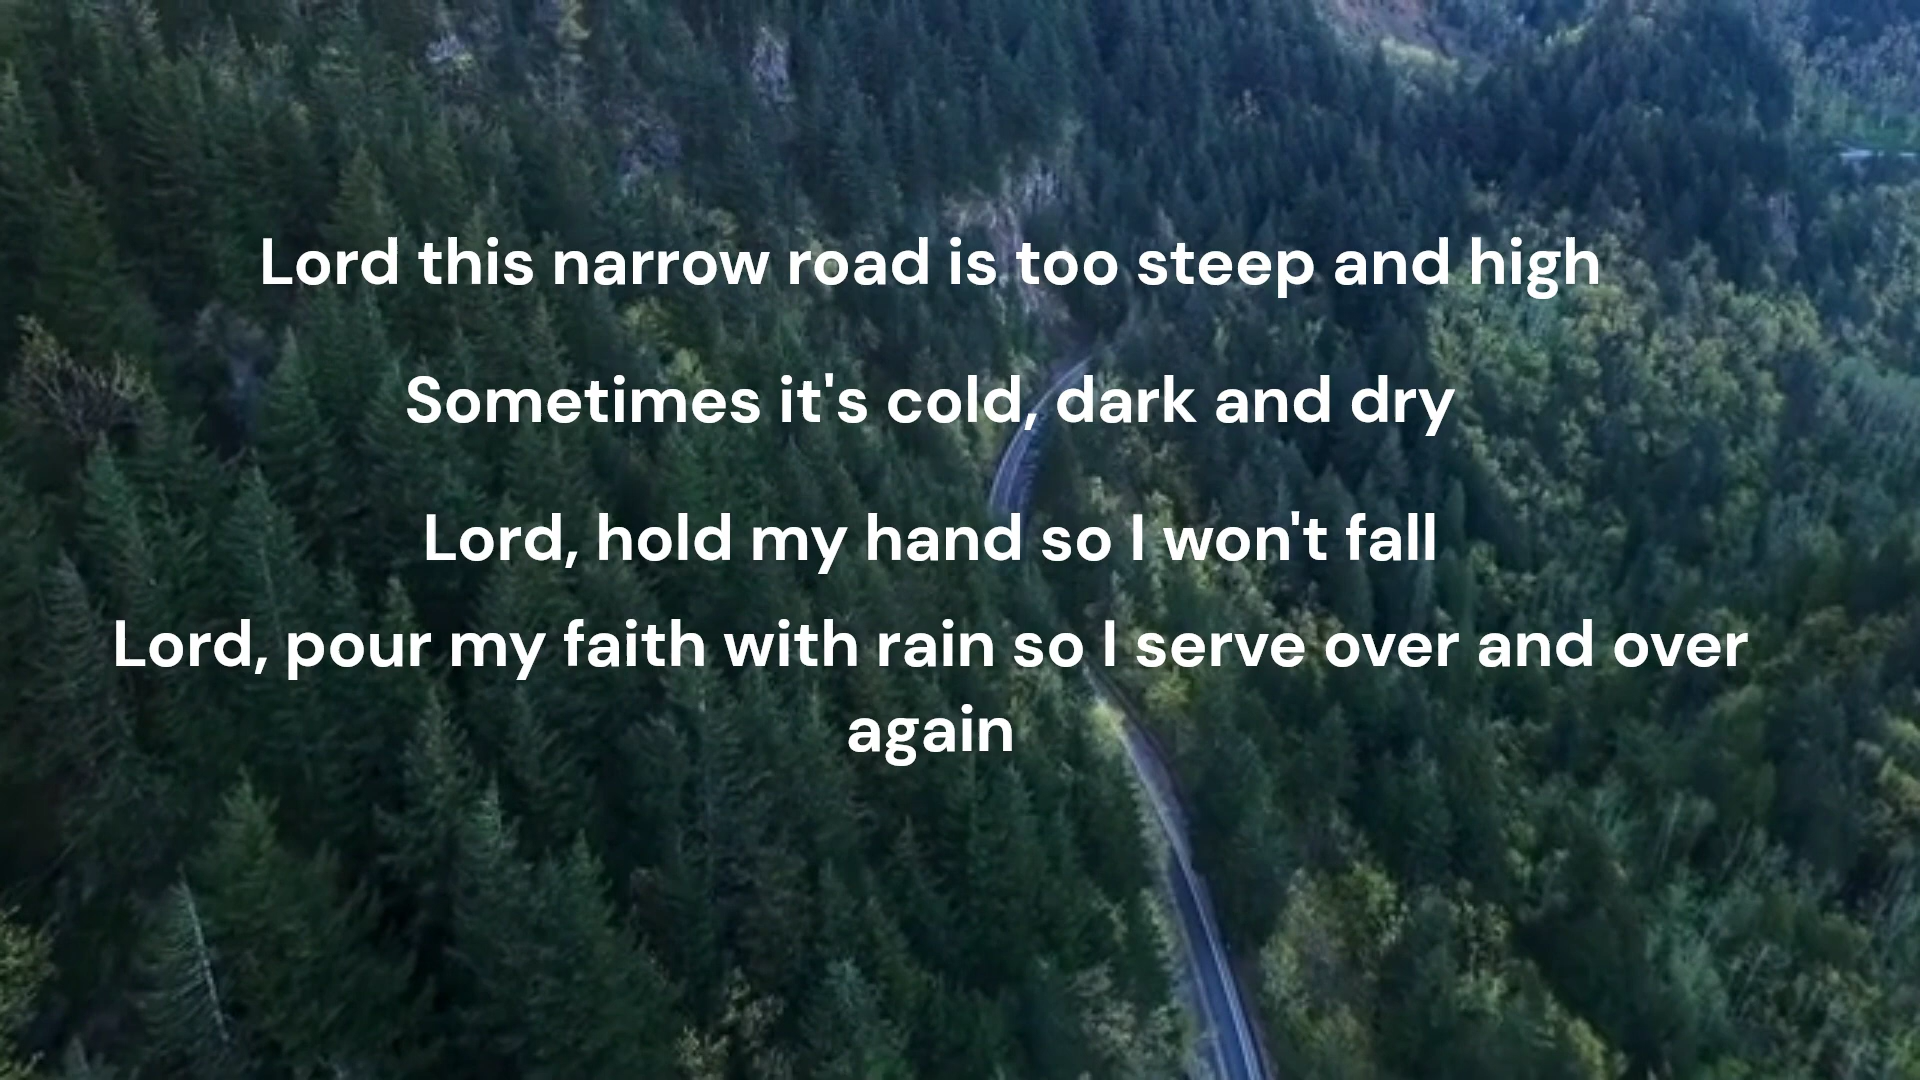 Lord this narrow road is too steep and high
Sometimes it's cold, dark and dry
Lord, hold my hand so I won't fall
Lord, pour my faith with rain so I serve over and over
again